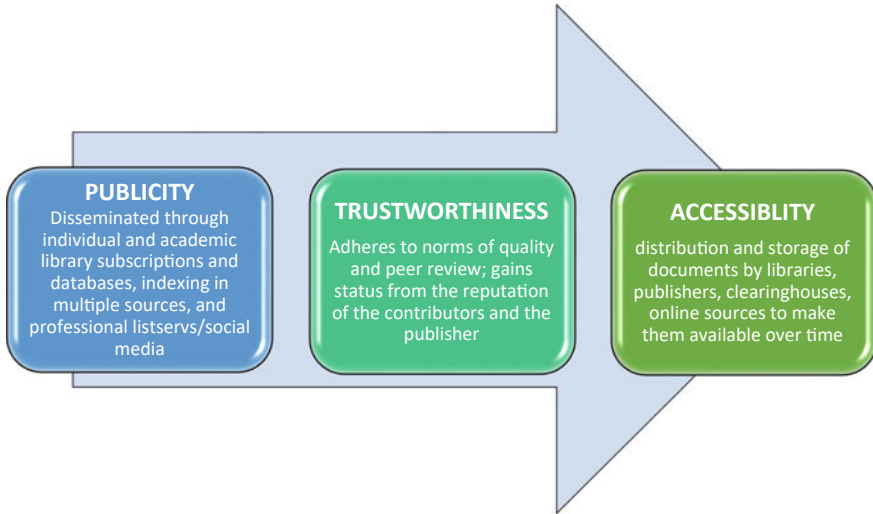 PUBLICITY
Disseminated through
individual and academic
library subscriptions and
databases, indexing in
multiple sources, and
professional listservs/social
media
TRUSTWORTHINESS
Adheres to norms of quality
and peer review; gains
status from the reputation
of the contributors and the
publisher
ACCESSIBLITY
distribution and storage of
documents by libraries,
publishers, clearinghouses,
online sources to make
them available over time